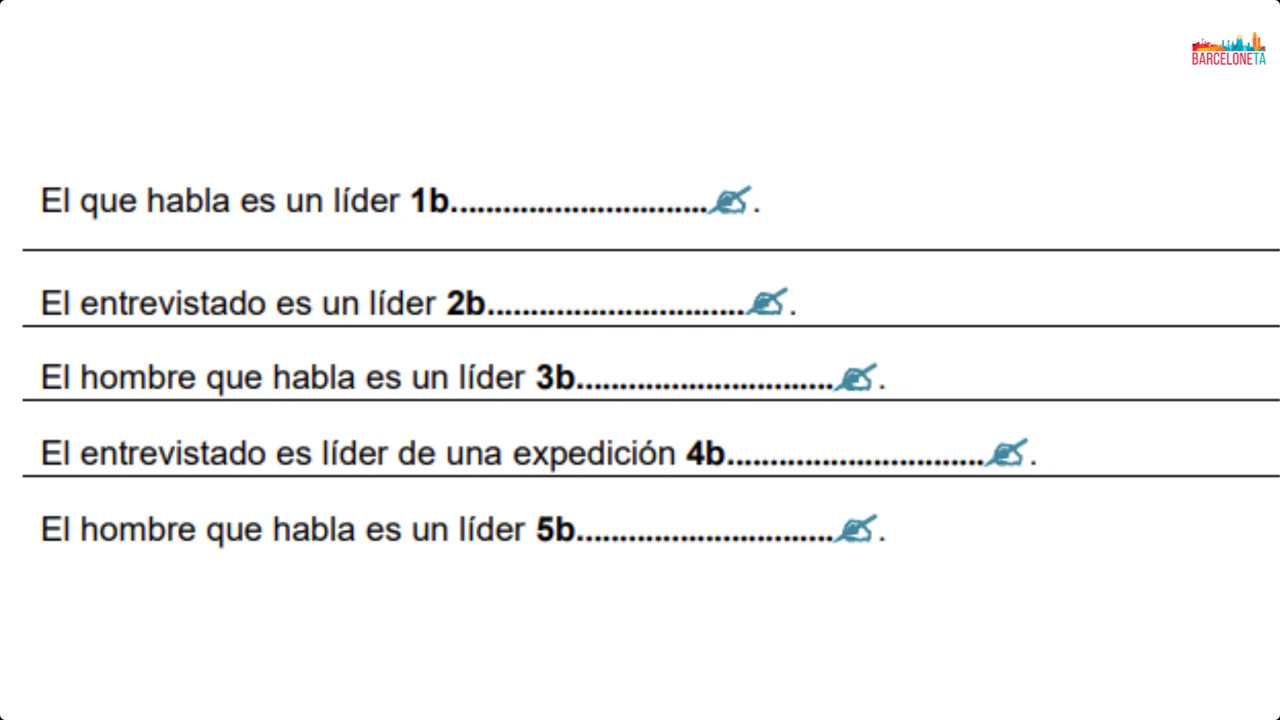 BARCELONETA
El que habla es un líder 1b..............................✍.
El entrevistado es un líder 2b..............................✍.
El hombre que habla es un líder 3b..............................✍.
El entrevistado es líder de una expedición 4b..............................✍.
El hombre que habla es un líder 5b..............................✍.